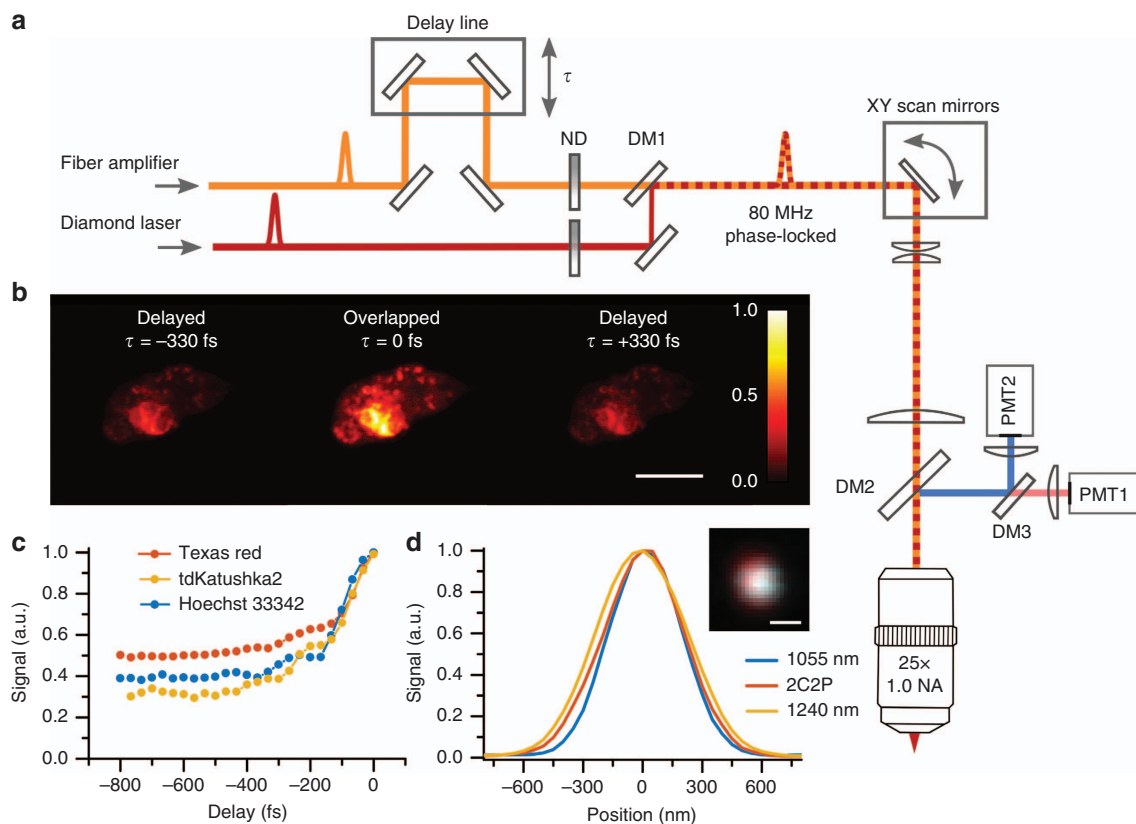 a
Delay line
τ
XY scan mirrors
ND
DM1
Fiber amplifier
Diamond laser
80 MHz
phase-locked
b
Delayed
τ = –330 fs
Overlapped
τ = 0 fs
Delayed
τ = +330 fs
1.0
0.5
0.0
PMT2
DM2
PMT1
DM3
25×
1.0 NA
c
Texas red
tdKatushka2
Hoechst 33342
Signal (a.u.)
1.0
0.8
0.6
0.4
0.2
0.0
–800
–600
–400
–200
0
Delay (fs)
d
1055 nm
2C2P
1240 nm
Signal (a.u.)
1.0
0.8
0.6
0.4
0.2
0.0
–600
–300
0
300
600
Position (nm)